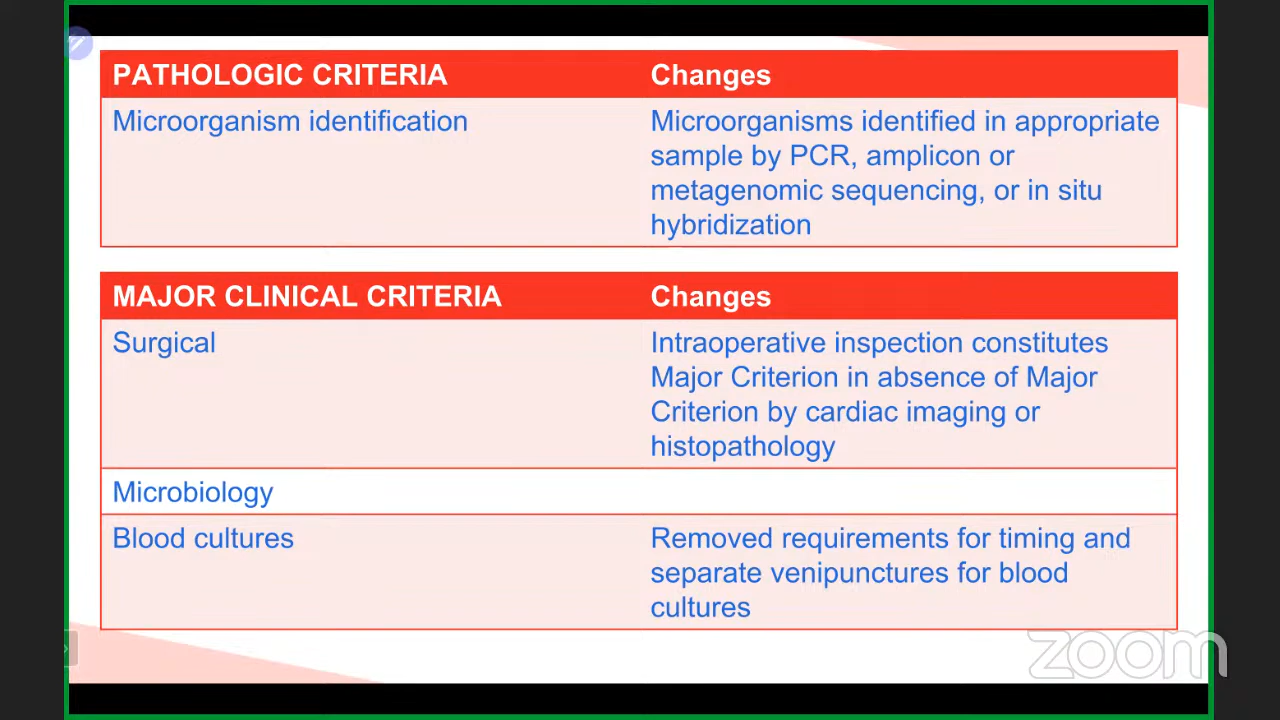 PATHOLOGIC CRITERIA Changes
Microorganism identification Microorganisms identified in appropriate
sample by PCR, amplicon or
metagenomic sequencing, or in situ
hybridization
MAJOR CLINICAL CRITERIA Changes
Surgical Intraoperative inspection constitutes
Major Criterion in absence of Major
Criterion by cardiac imaging or
histopathology
Microbiology
Blood cultures Removed requirements for timing and
separate venipunctures for blood
cultures
zoom